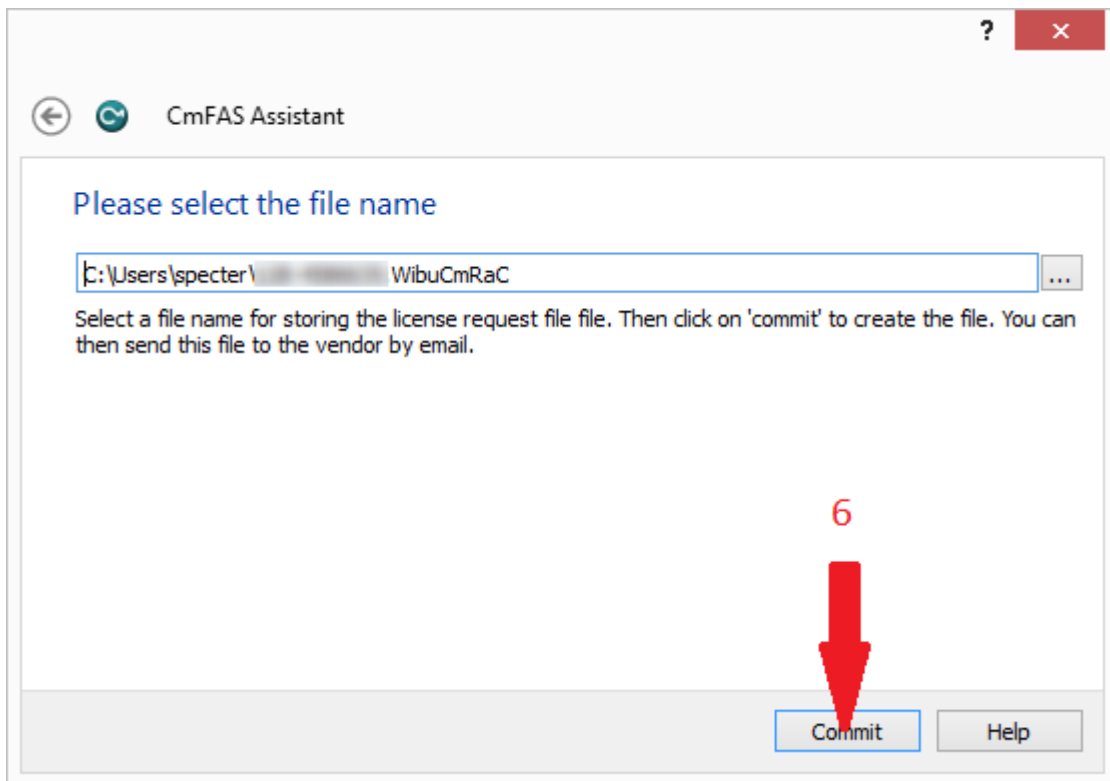 ?
CmFAS Assistant
Please select the file name
C:\Users\specter\ WibuCmRaC
...
Select a file name for storing the license request file file. Then click on 'commit' to create the file. You can
then send this file to the vendor by email.
6
Commit Help